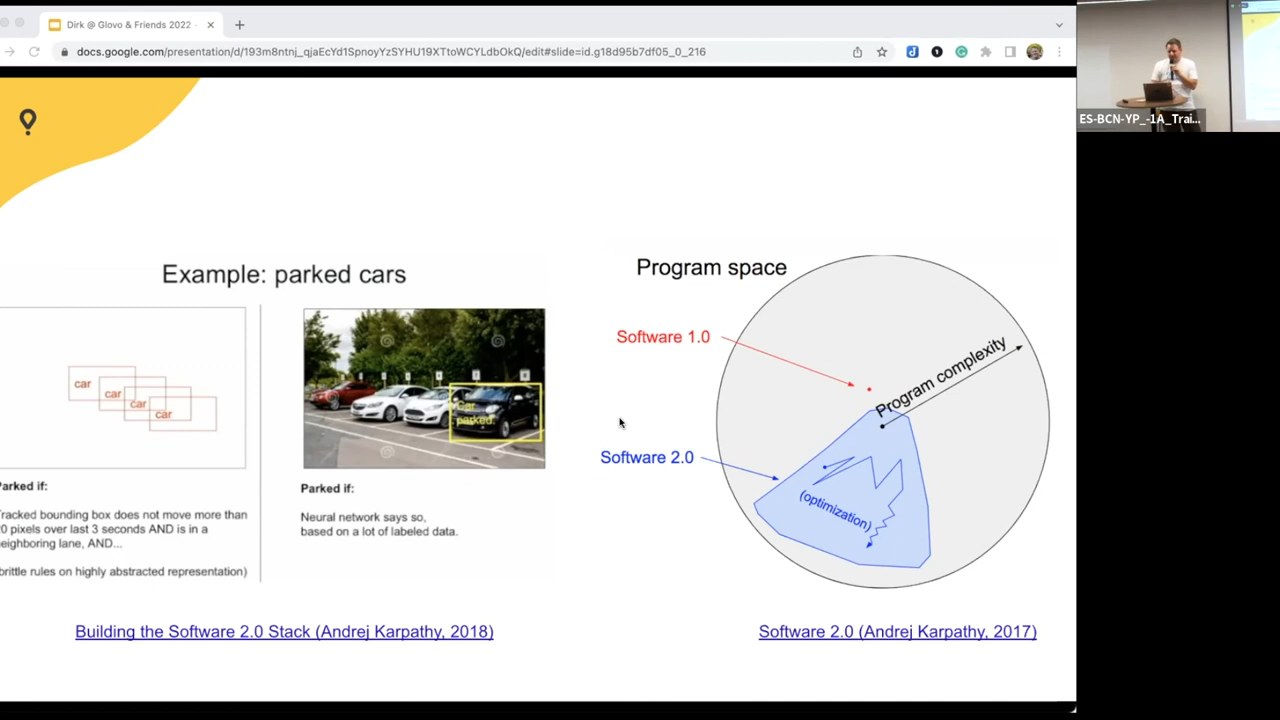 Dirk @ Glovo & Friends 2022
docs.google.com/presentation/d/193m8ntnj_qjaEcYd1SpnoyYzSYHU19XTtoWCYLdbOkQ/edit#slide=id.g18d95b7df05_0_216
ES-BCN-YP_-1A_Trai...
Example: parked cars
car
car
car
car
Car
parked.
arked if:
racked bounding box does not move more than
0 pixels over last 3 seconds AND is in a
eighboring lane, AND...
brittle rules on highly abstracted representation)
Parked if:
Neural network says so,
based on a lot of labeled data.
Building the Software 2.0 Stack (Andrej Karpathy, 2018)
Program space
Software 1.0
Program complexity
Software 2.0
(optimization)
Software 2.0 (Andrej Karpathy, 2017)